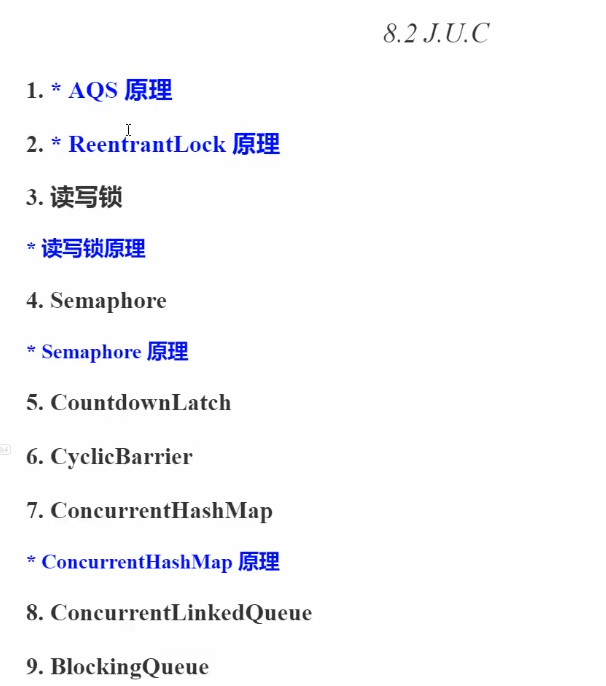 8.2 J.U.C
1. * AQS 原理
2. * ReentrantLock 原理
3. 读写锁
* 读写锁原理
4. Semaphore
* Semaphore 原理
5. CountdownLatch
6. CyclicBarrier
7. ConcurrentHashMap
* ConcurrentHashMap 原理
8. ConcurrentLinkedQueue
9. BlockingQueue